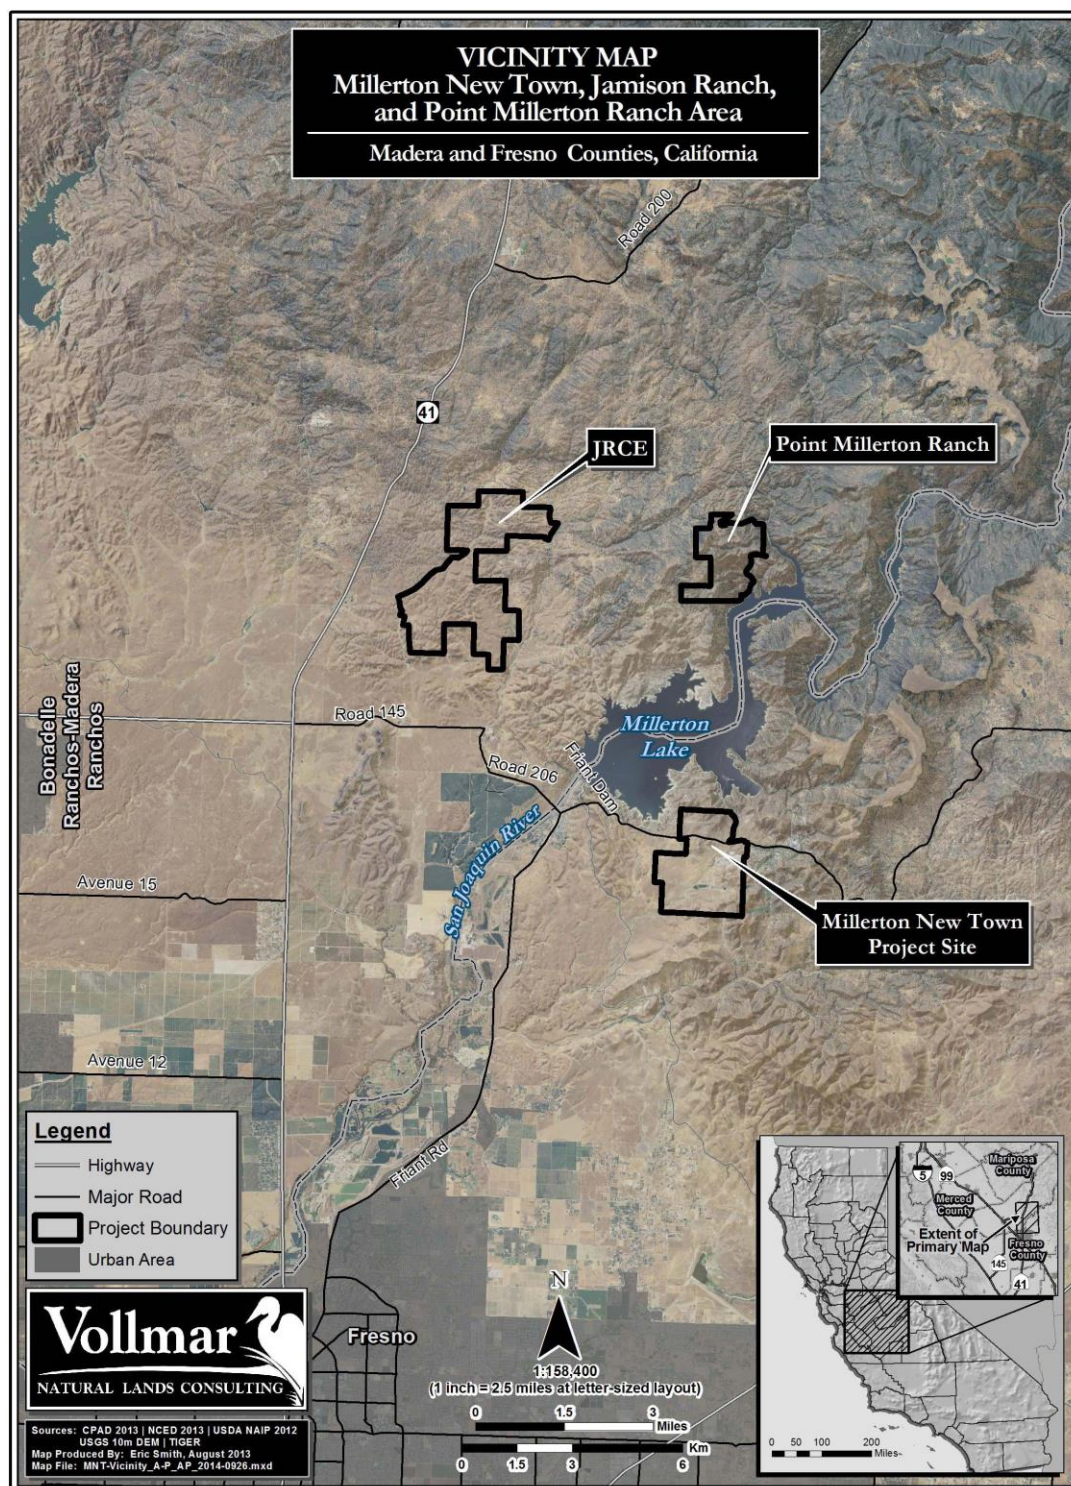 VICINITY MAP
Millerton New Town, Jamison Ranch,
and Point Millerton Ranch Area
Madera and Fresno Counties, California
Road 200
41
JRCE
Point Millerton Ranch
Bonadelle
Ranchos-Madera
Ranchos
Road 145
Millerton
Lake
Road 206
Friant Dam
San Joaquin River
Avenue 15
Millerton New Town
Project Site
Avenue 12
Friant Rd
Legend
Highway
Major Road
Project Boundary
Urban Area
Fresno
Vollmar
NATURAL LANDS CONSULTING
Sources: CPAD 2013 | NCED 2013 | USDA NAIP 2012
USGS 10m DEM | TIGER
Map Produced By: Eric Smith, August 2013
Map File: MNT-Vicinity_A-P_AP_2014-0926.mxd
N
1:158,400
(1 inch = 2.5 miles at letter-sized layout)
0 1.5 3
Miles
Km
0 1.5 3 6
5 99
Mariposa
County
Merced
County
Extent of
Primary Map
Fresno
County
145
41
0 50 100 200
Miles